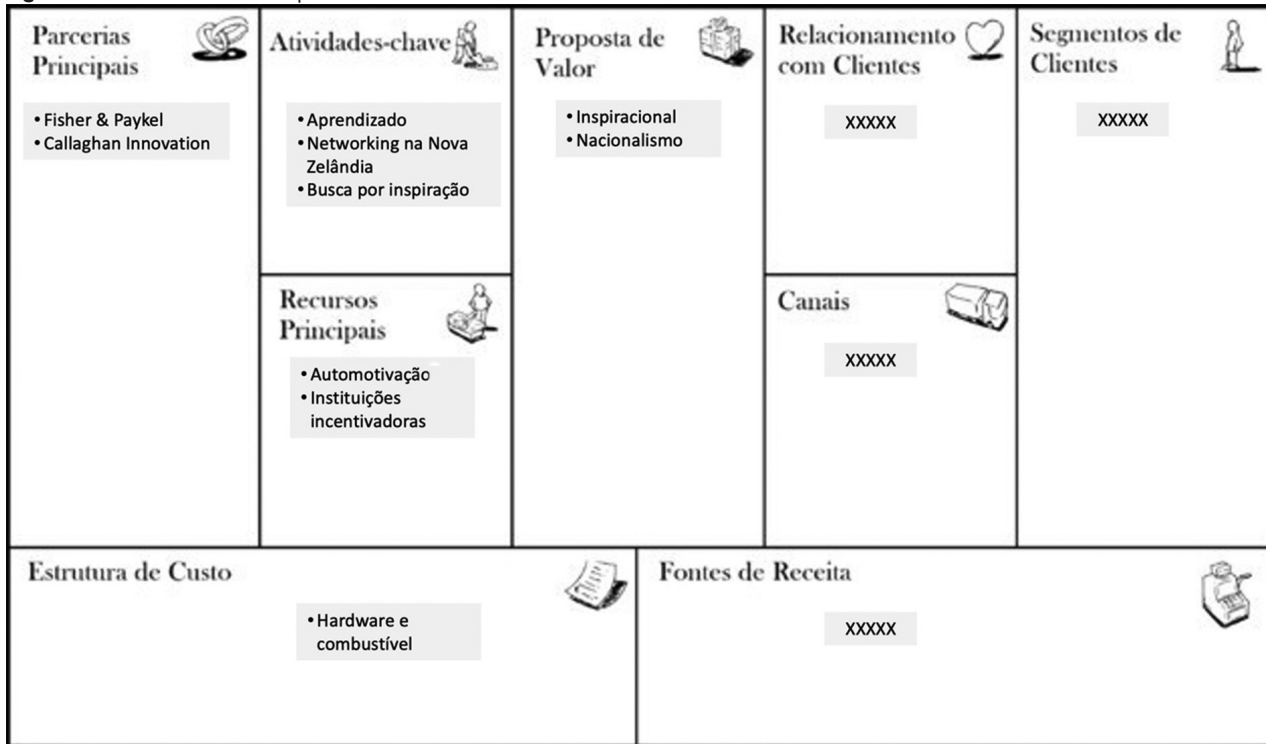 Parcerias
Principais
• Fisher & Paykel
• Callaghan Innovation
Atividades-chave
• Aprendizado
• Networking na Nova
Zelândia
• Busca por inspiração
Recursos
Principais
• Automotivação
• Instituições
incentivadoras
Proposta de
Valor
• Inspiracional
• Nacionalismo
Relacionamento
com Clientes
XXXXX
Canais
XXXXX
Segmentos de
Clientes
XXXXX
Estrutura de Custo
• Hardware e
combustível
Fontes de Receita
XXXXX